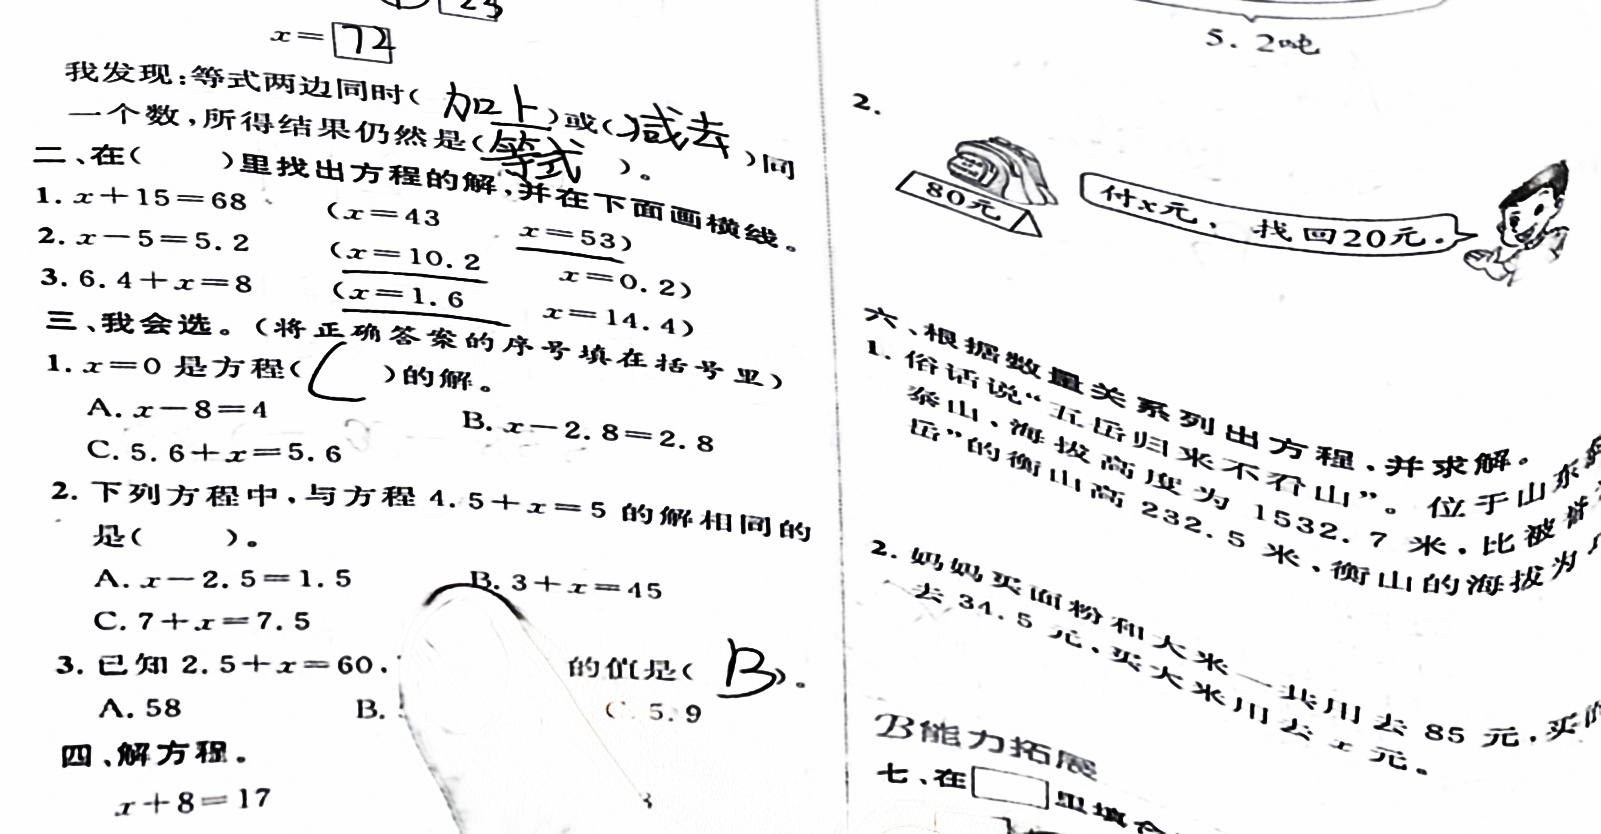 x=72
我发现:等式两边同时(加上)或(减去)同
一个数,所得结果仍然是(等式)。
二、在( )里找出方程的解,并在下面画横线。
1. x+15=68 (x=43 x=53)
2. x-5=5.2 (x=10.2 x=0.2)
3. 6.4+x=8 (x=1.6 x=14.4)
三、我会选。(将正确答案的序号填在括号里)
1. x=0 是方程(C)的解。
A. x-8=4 B. x-2.8=2.8
C. 5.6+x=5.6
2. 下列方程中,与方程 4.5+x=5 的解相同的
是( )。
A. x-2.5=1.5 B. 3+x=45
C. 7+x=7.5
3. 已知 2.5+x=60, 的值是(B)。
A. 58 B. C. 5.9
四、解方程。
x+8=17
5.2吨
2.
80元
付x元,找回20元。
六、根据数量关系列出方程,并求解。
1. 俗话说“五岳归来不看山”。位于山东
泰山,海拔高度为 1532.7 米,比被
岳”的衡山高 232.5 米,衡山的海拔为
2. 妈妈买面粉和大米一共用去 85 元,买
去 34.5 元,买大米用去 x 元。
B能力拓展
七、在 里填